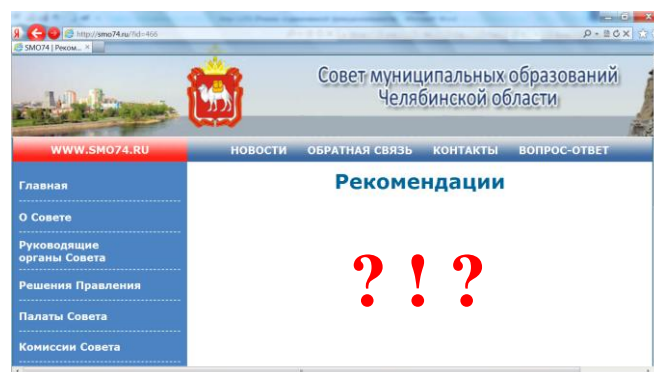 http://smo74.ru/?id=466
SMO74 | Реком...
Совет муниципальных образований
Челябинской области
WWW.SMO74.RU
НОВОСТИ ОБРАТНАЯ СВЯЗЬ КОНТАКТЫ ВОПРОС-ОТВЕТ
Рекомендации
Главная
О Совете
Руководящие
органы Совета
Решения Правления
Палаты Совета
Комиссии Совета
? ! ?